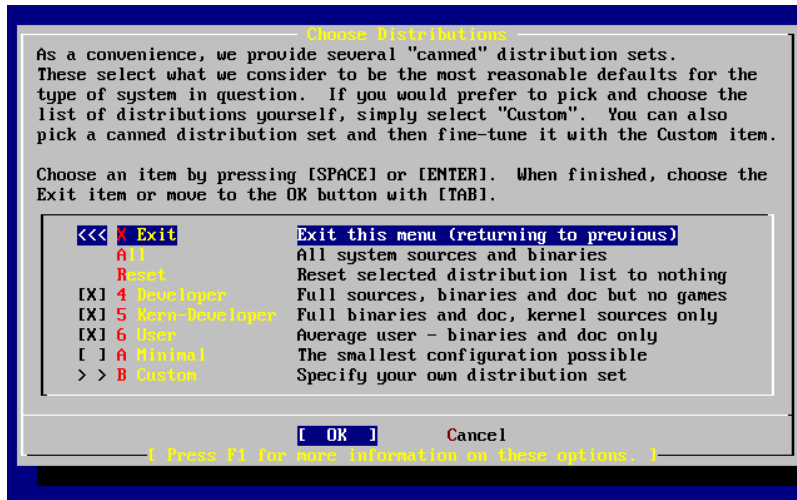 Choose Distributions
As a convenience, we provide several "canned" distribution sets.
These select what we consider to be the most reasonable defaults for the
type of system in question.  If you would prefer to pick and choose the
list of distributions yourself, simply select "Custom".  You can also
pick a canned distribution set and then fine-tune it with the Custom item.
Choose an item by pressing [SPACE] or [ENTER].  When finished, choose the
Exit item or move to the OK button with [TAB].
<<< X Exit Exit this menu (returning to previous)
All All system sources and binaries
Reset Reset selected distribution list to nothing
[X] 4 Developer Full sources, binaries and doc but no games
[X] 5 Kern-Developer Full binaries and doc, kernel sources only
[X] 6 User Average user - binaries and doc only
[ ] A Minimal The smallest configuration possible
> > B Custom Specify your own distribution set
[ OK ] Cancel
[ Press F1 for more information on these options. ]